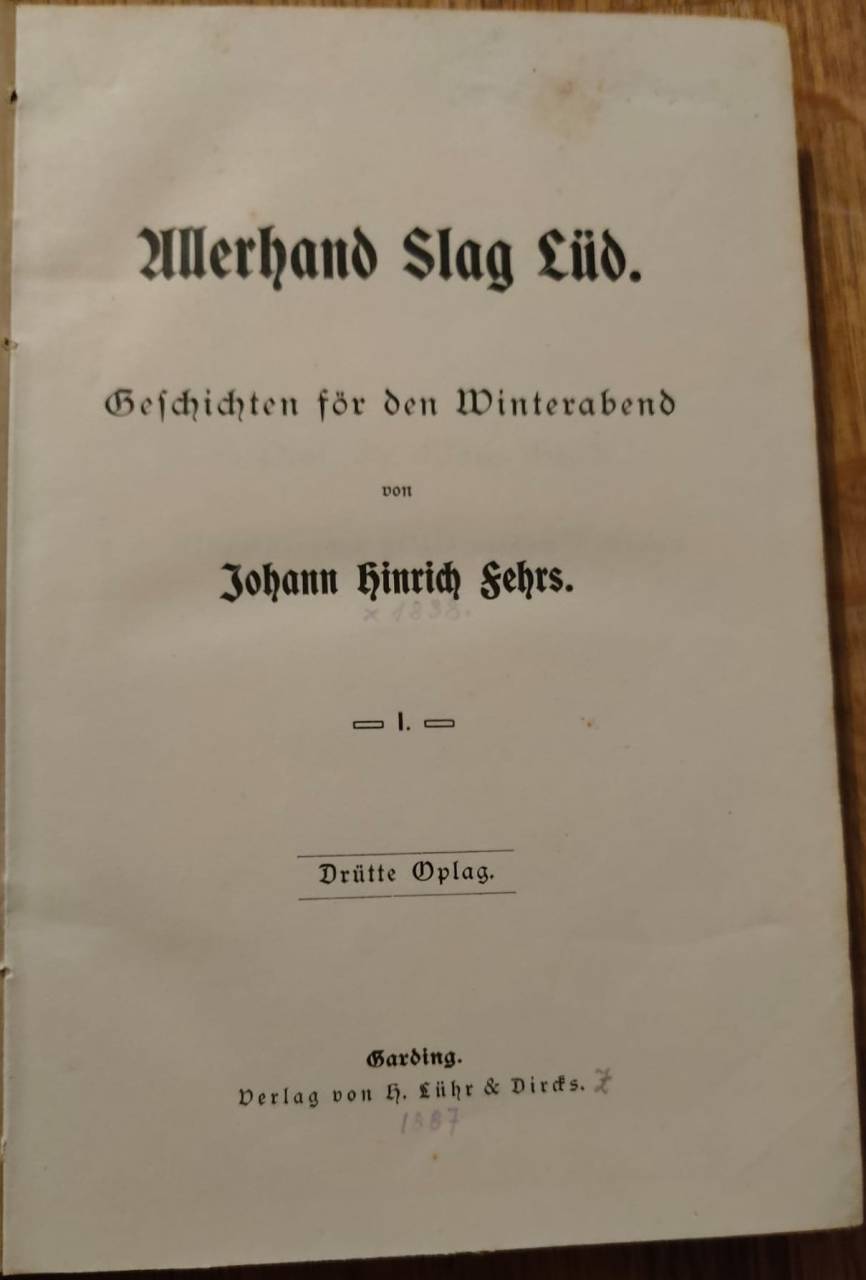 Allerhand Slag Lüd.
Geschichten för den Winterabend
von
Johann Hinrich Fehrs.
× 1838.
I.
Drütte Oplag.
Garding.
Verlag von H. Lühr & Dircks.
1887